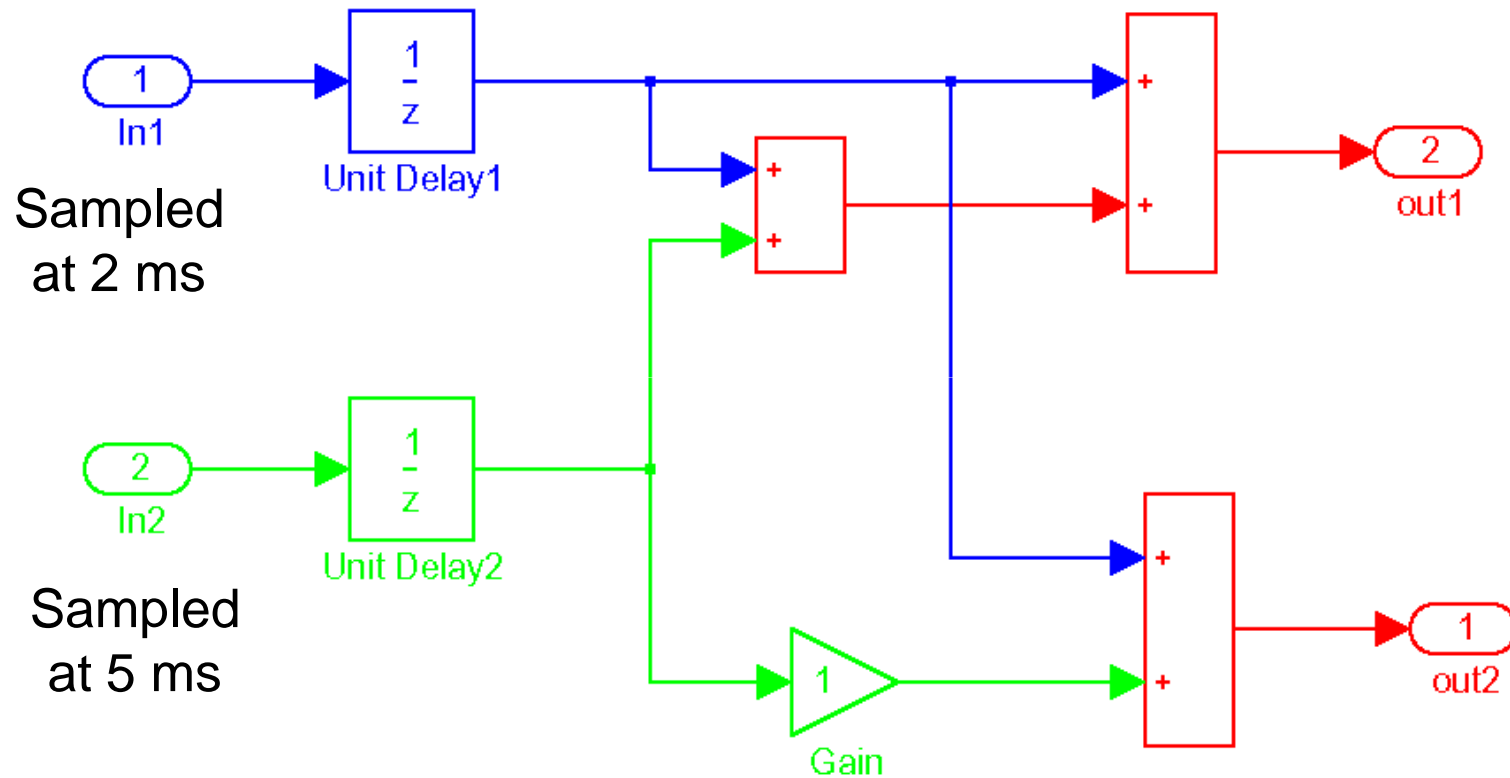 1
In1
1
z
Unit Delay1
+
+
+
+
2
out1
Sampled
at 2 ms
2
In2
1
z
Unit Delay2
+
+
1
out2
Sampled
at 5 ms
1
Gain